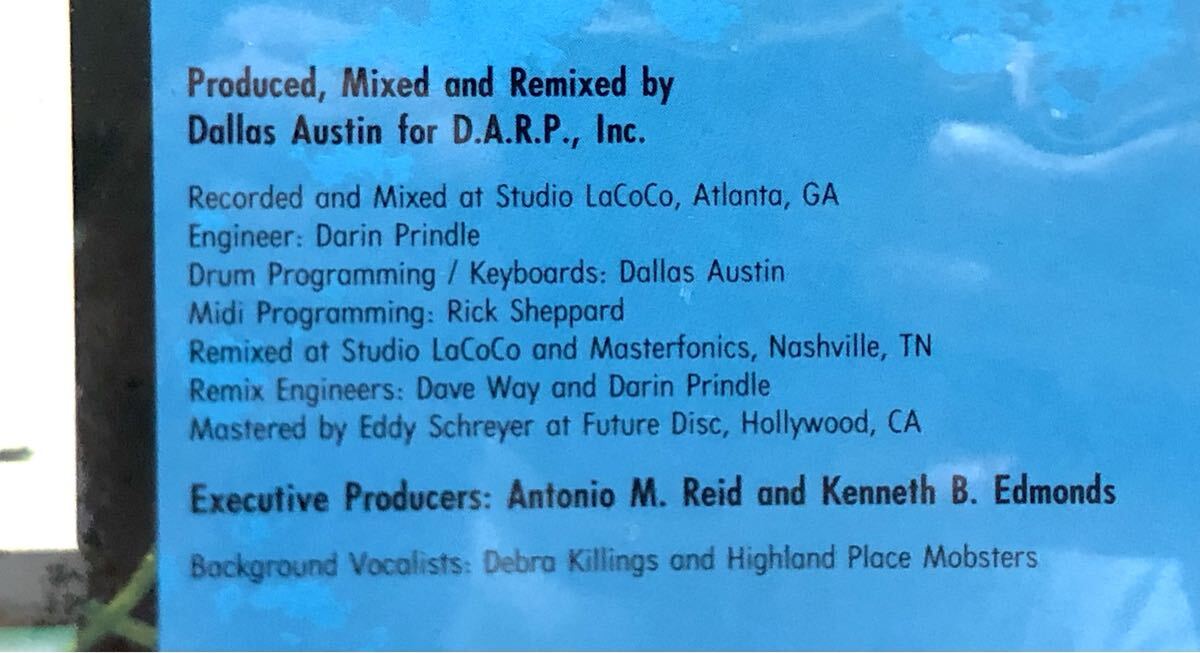 Produced, Mixed and Remixed by
Dallas Austin for D.A.R.P., Inc.
Recorded and Mixed at Studio LaCoCo, Atlanta, GA
Engineer: Darin Prindle
Drum Programming / Keyboards: Dallas Austin
Midi Programming: Rick Sheppard
Remixed at Studio LaCoCo and Masterfonics, Nashville, TN
Remix Engineers: Dave Way and Darin Prindle
Mastered by Eddy Schreyer at Future Disc, Hollywood, CA
Executive Producers: Antonio M. Reid and Kenneth B. Edmonds
Background Vocalists: Debra Killings and Highland Place Mobsters